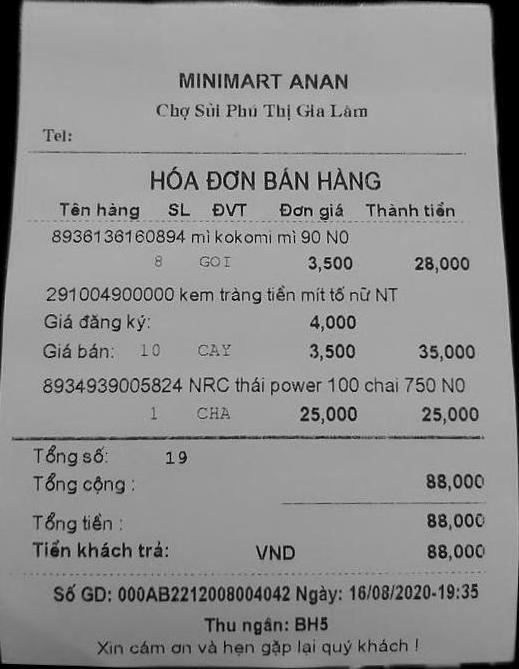 MINIMART ANAN
Chợ Sủi Phú Thị Gia Lâm
Tel:
HÓA ĐƠN BÁN HÀNG
Tên hàng SL ĐVT Đơn giá Thành tiền
8936136160894 mì kokomi mì 90 N0
8 GOI 3,500 28,000
291004900000 kem tràng tiền mít tố nữ NT
Giá đăng ký: 4,000
Giá bán: 10 CAY 3,500 35,000
8934939005824 NRC thái power 100 chai 750 N0
1 CHA 25,000 25,000
Tổng số: 19
Tổng cộng : 88,000
Tổng tiền : 88,000
Tiền khách trả: VND 88,000
Số GD: 000AB2212008004042 Ngày: 16/08/2020-19:35
Thu ngân: BH5
Xin cám ơn và hẹn gặp lại quý khách !